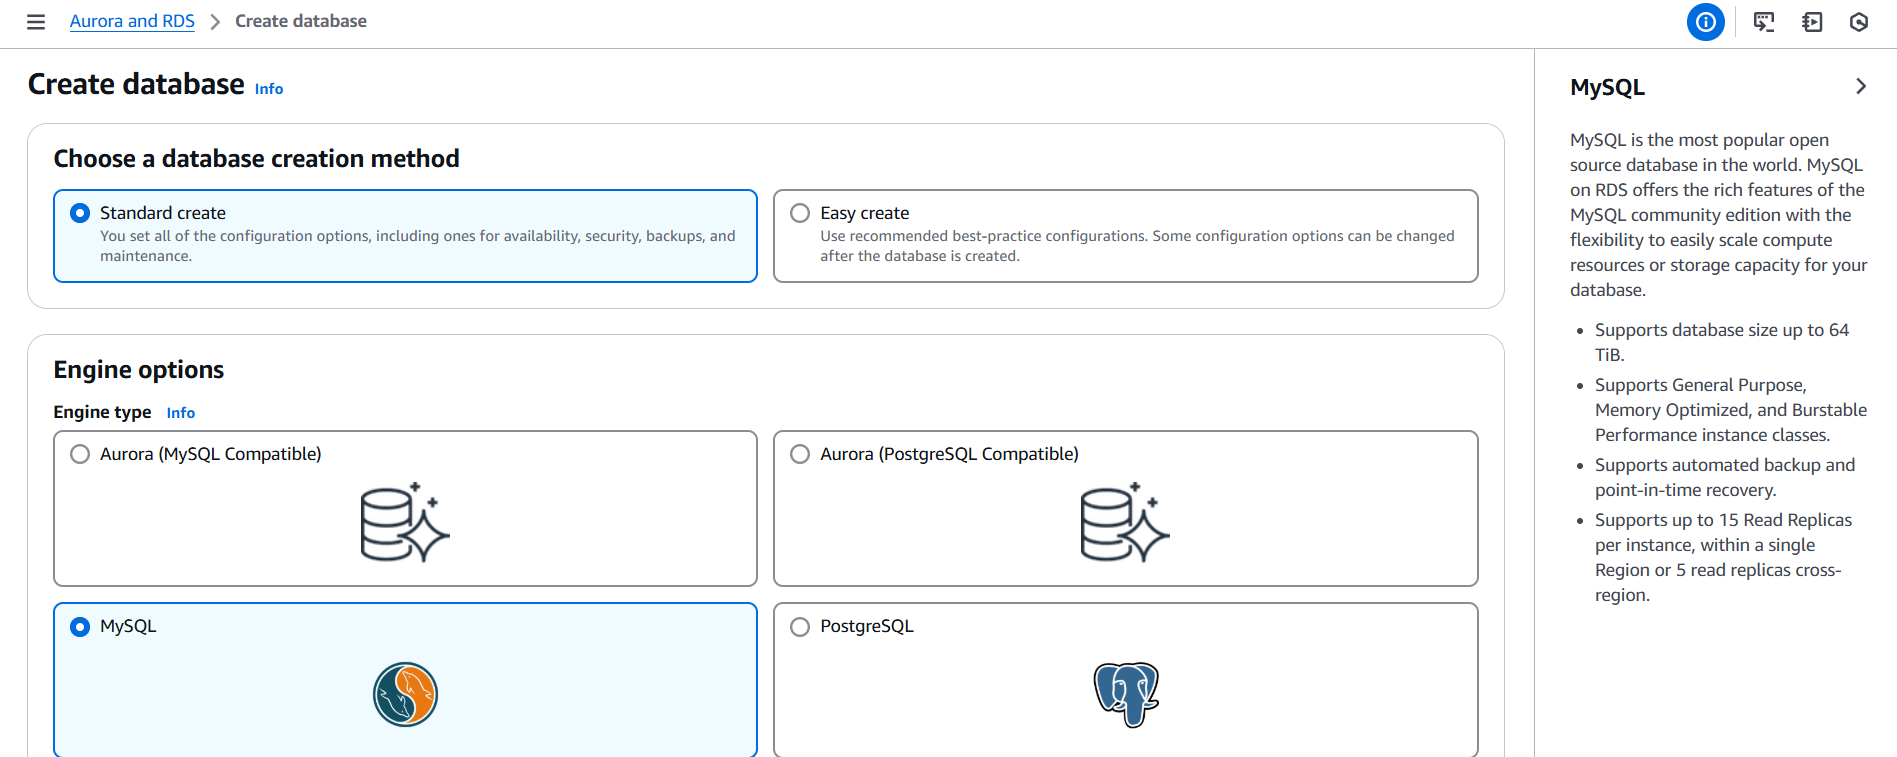 Aurora and RDS > Create database
Create database Info
Choose a database creation method
Standard create
You set all of the configuration options, including ones for availability, security, backups, and
maintenance.
Easy create
Use recommended best-practice configurations. Some configuration options can be changed
after the database is created.
Engine options
Engine type Info
Aurora (MySQL Compatible)
Aurora (PostgreSQL Compatible)
MySQL
PostgreSQL
MySQL
MySQL is the most popular open
source database in the world. MySQL
on RDS offers the rich features of the
MySQL community edition with the
flexibility to easily scale compute
resources or storage capacity for your
database.
• Supports database size up to 64
TiB.
• Supports General Purpose,
Memory Optimized, and Burstable
Performance instance classes.
• Supports automated backup and
point-in-time recovery.
• Supports up to 15 Read Replicas
per instance, within a single
Region or 5 read replicas cross-
region.